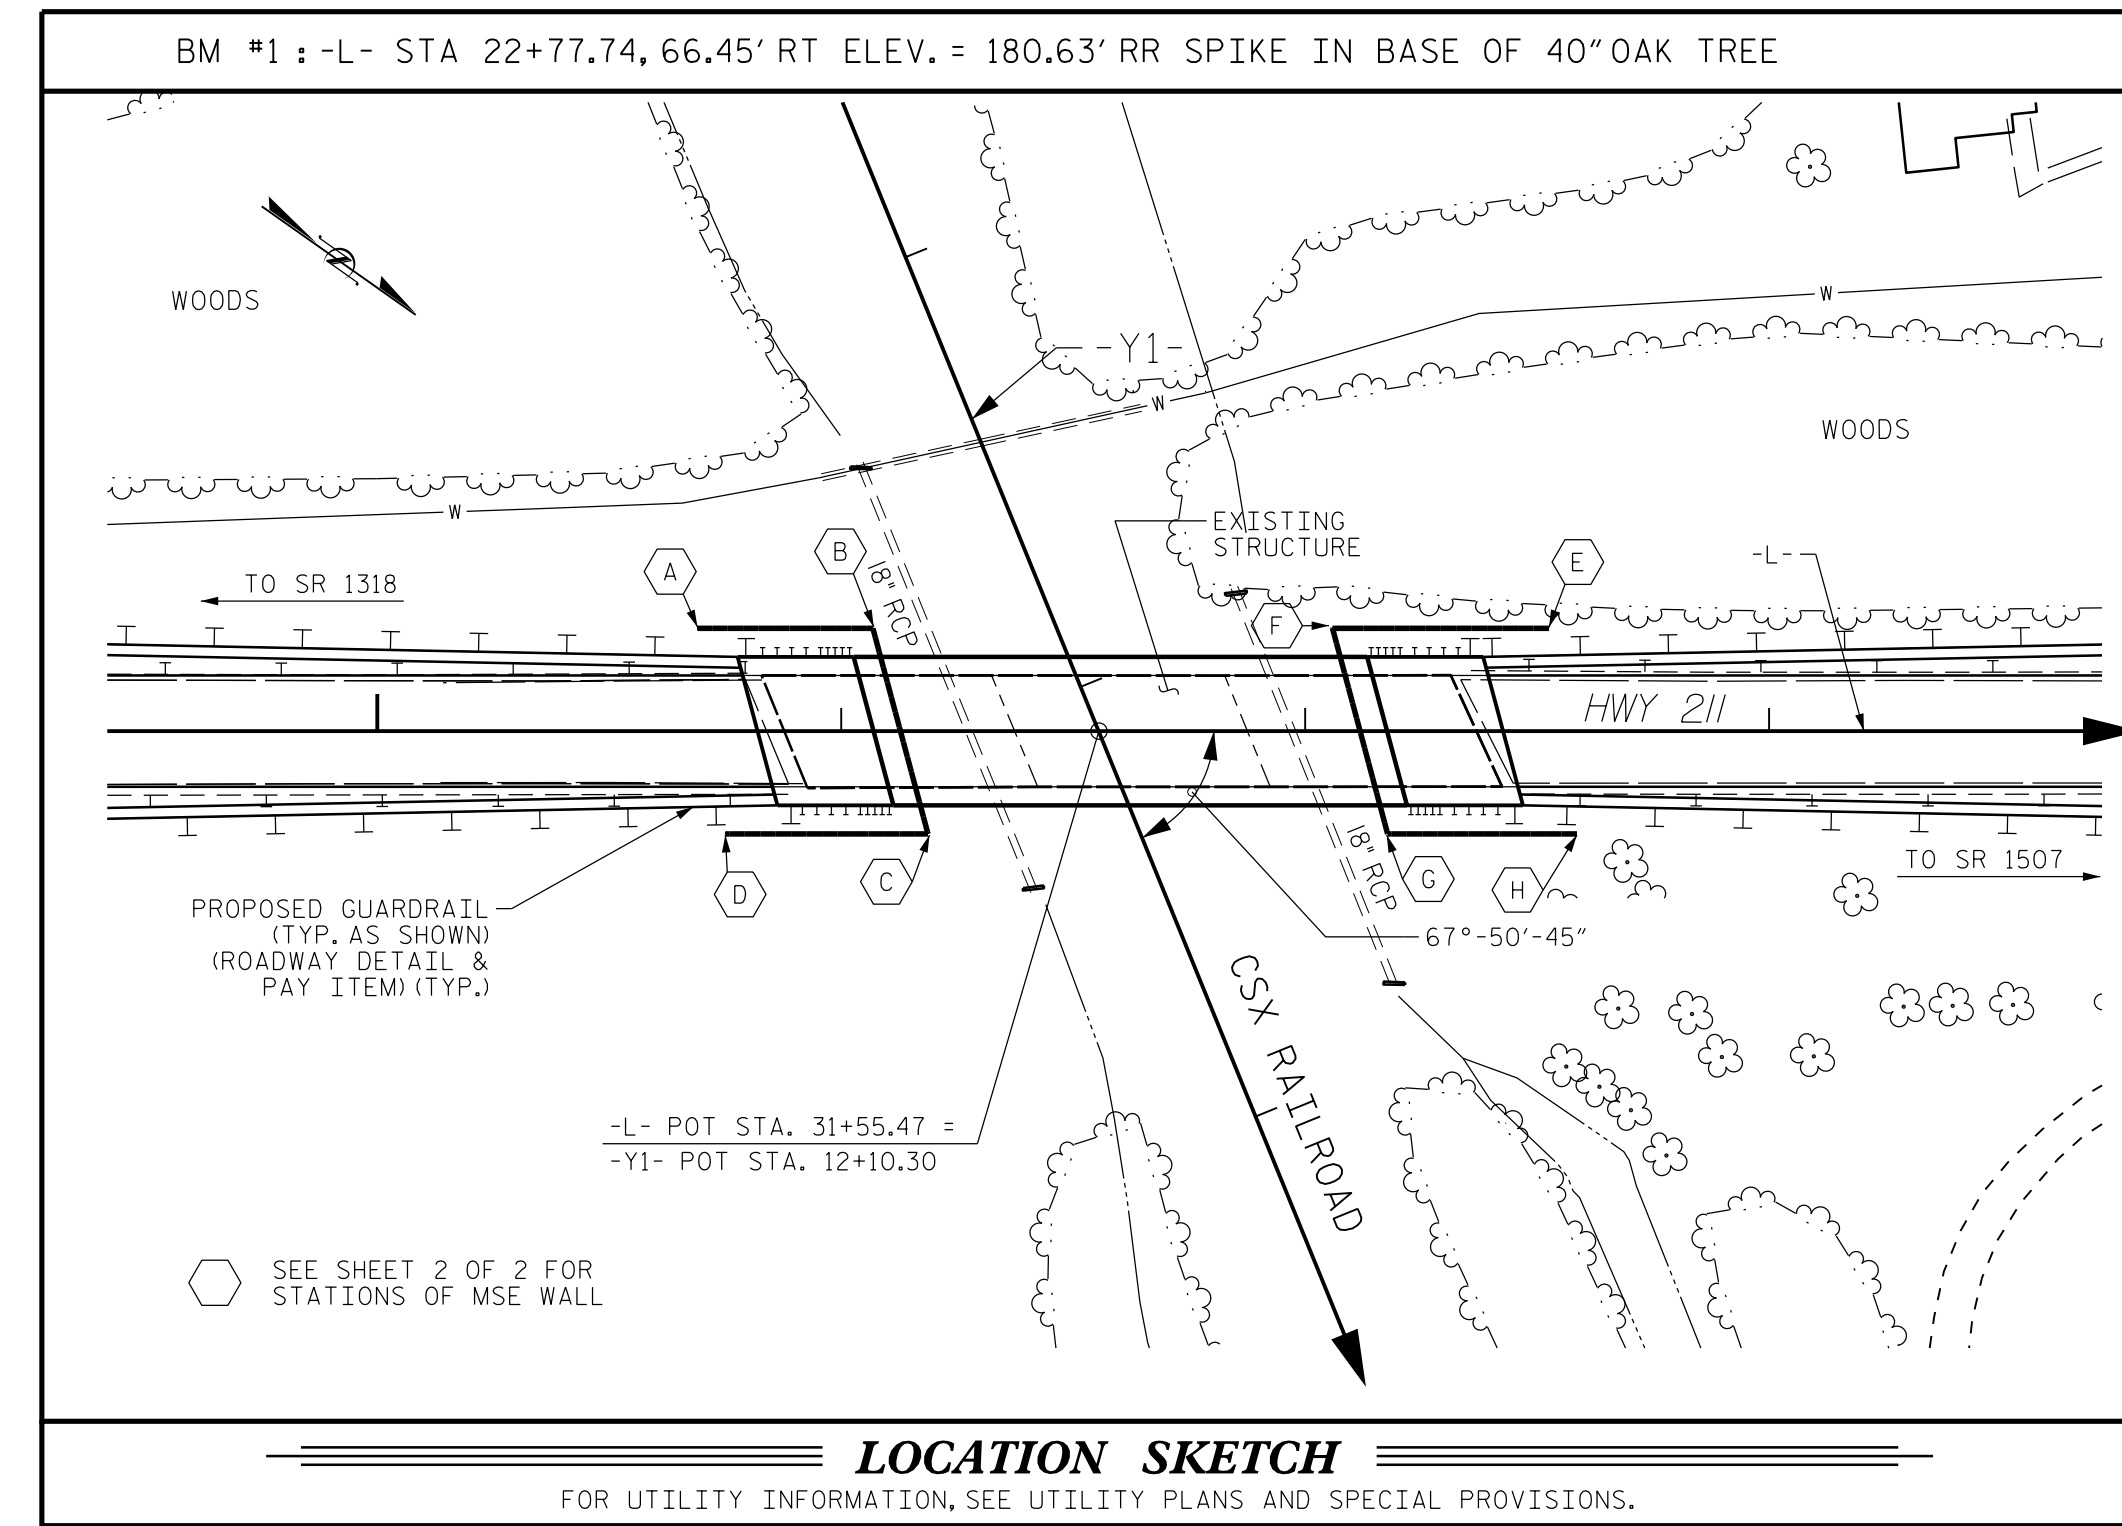 BM #1 : -L- STA 22+77.74, 66.45' RT ELEV. = 180.63' RR SPIKE IN BASE OF 40" OAK TREE
N
WOODS
W
-Y1-
W
WOODS
W
EXISTING
STRUCTURE
A
B
18" RCP
E
-L-
TO SR 1318
F
HWY 211
18" RCP
TO SR 1507
D
C
G
H
PROPOSED GUARDRAIL
(TYP. AS SHOWN)
(ROADWAY DETAIL &
PAY ITEM) (TYP.)
67°-50'-45"
CSX RAILROAD
-L- POT STA. 31+55.47 =
-Y1- POT STA. 12+10.30
SEE SHEET 2 OF 2 FOR
STATIONS OF MSE WALL
LOCATION SKETCH
FOR UTILITY INFORMATION, SEE UTILITY PLANS AND SPECIAL PROVISIONS.